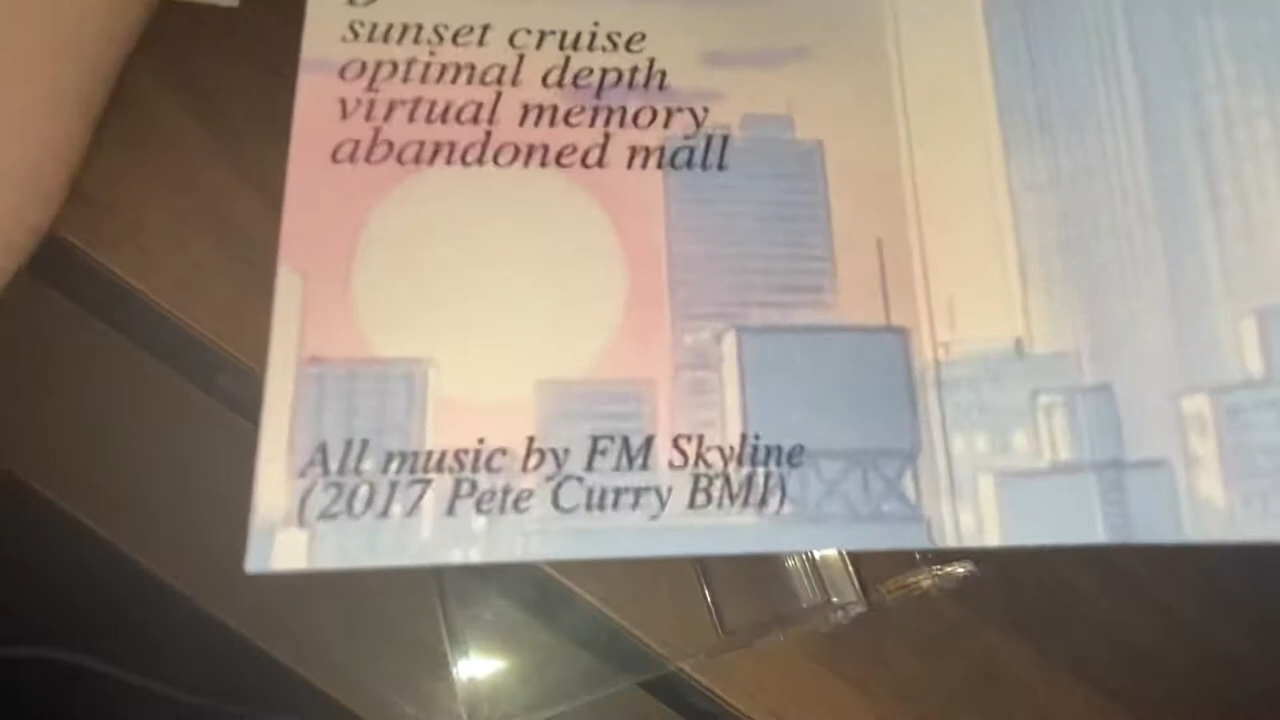 sunset cruise
optimal depth
virtual memory
abandoned mall
All music by FM Skyline
(2017 Pete Curry BMI)